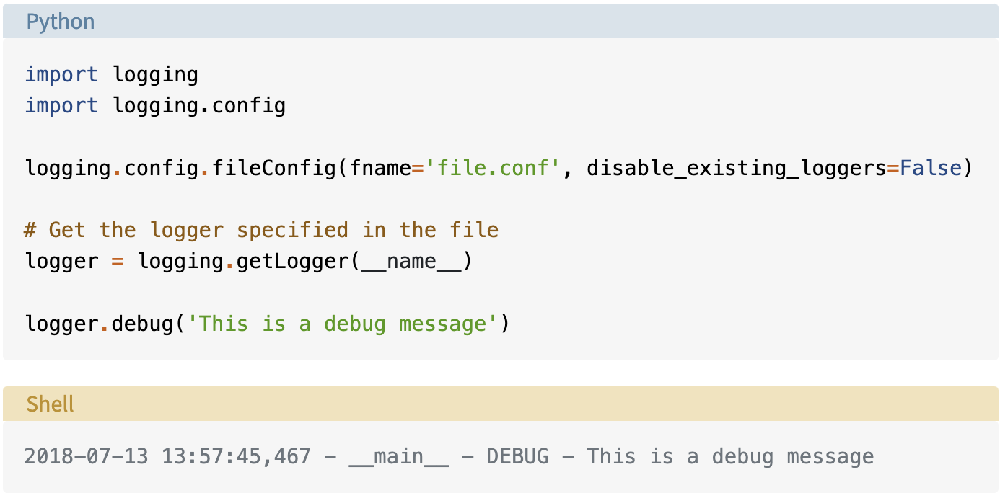 Python
import logging
import logging.config
logging.config.fileConfig(fname='file.conf', disable_existing_loggers=False)
# Get the logger specified in the file
logger = logging.getLogger(__name__)
logger.debug('This is a debug message')
Shell
2018-07-13 13:57:45,467 - __main__ - DEBUG - This is a debug message